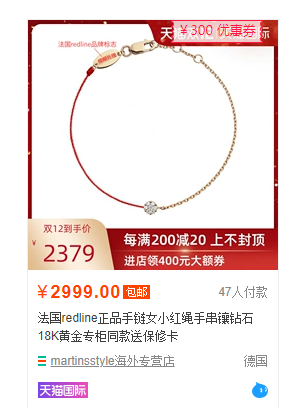 ¥300 优惠券
天猫国际
法国redline品牌标志
双12到手价
¥2379
每满200减20 上不封顶
进店领400元大额券
¥2999.00 包邮 47人付款
法国redline正品手链女小红绳手串镶钻石
18K黄金专柜同款送保修卡
martinsstyle海外专营店 德国
天猫国际